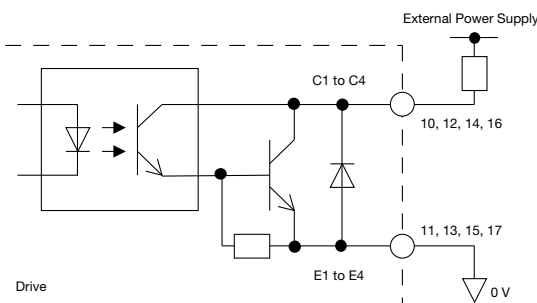 External Power Supply
C1 to C4
10, 12, 14, 16
11, 13, 15, 17
E1 to E4
Drive
0 V